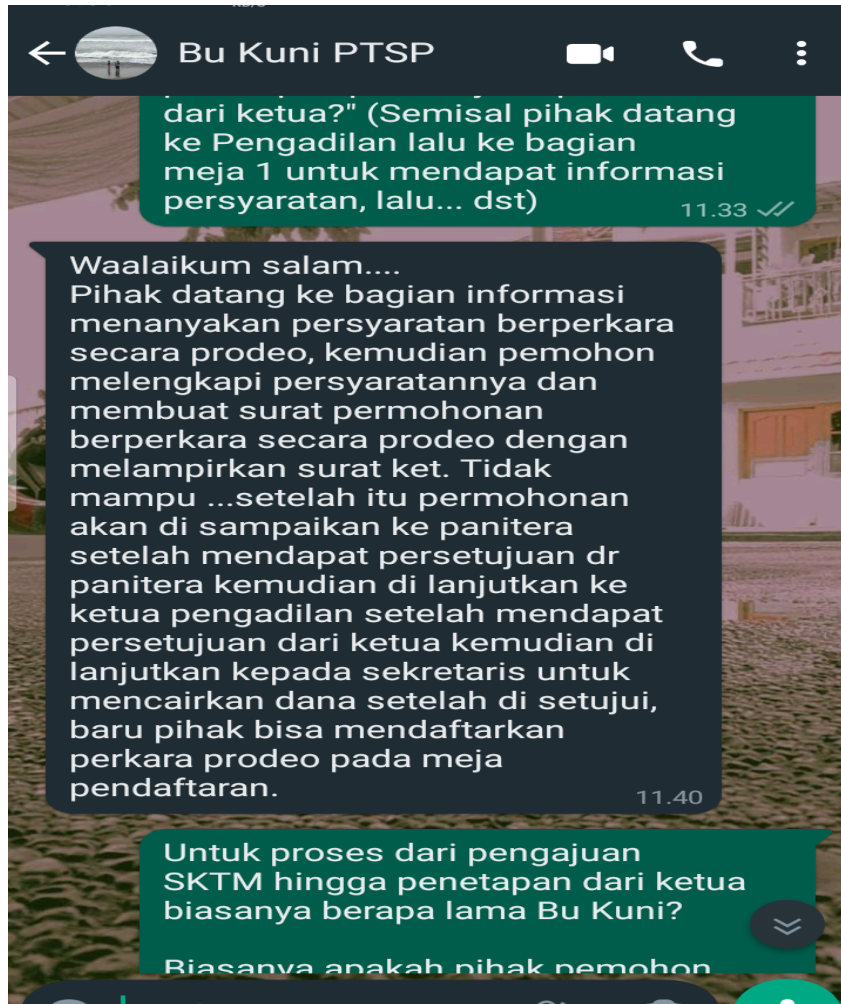 Bu Kuni PTSP
dari ketua?" (Semisal pihak datang
ke Pengadilan lalu ke bagian
meja 1 untuk mendapat informasi
persyaratan, lalu... dst)
11.33
Waalaikum salam....
Pihak datang ke bagian informasi
menanyakan persyaratan berperkara
secara prodeo, kemudian pemohon
melengkapi persyaratannya dan
membuat surat permohonan
berperkara secara prodeo dengan
melampirkan surat ket. Tidak
mampu ...setelah itu permohonan
akan di sampaikan ke panitera
setelah mendapat persetujuan dr
panitera kemudian di lanjutkan ke
ketua pengadilan setelah mendapat
persetujuan dari ketua kemudian di
lanjutkan kepada sekretaris untuk
mencairkan dana setelah di setujui,
baru pihak bisa mendaftarkan
perkara prodeo pada meja
pendaftaran.
11.40
Untuk proses dari pengajuan
SKTM hingga penetapan dari ketua
biasanya berapa lama Bu Kuni?
Biasanya apakah pihak pemohon